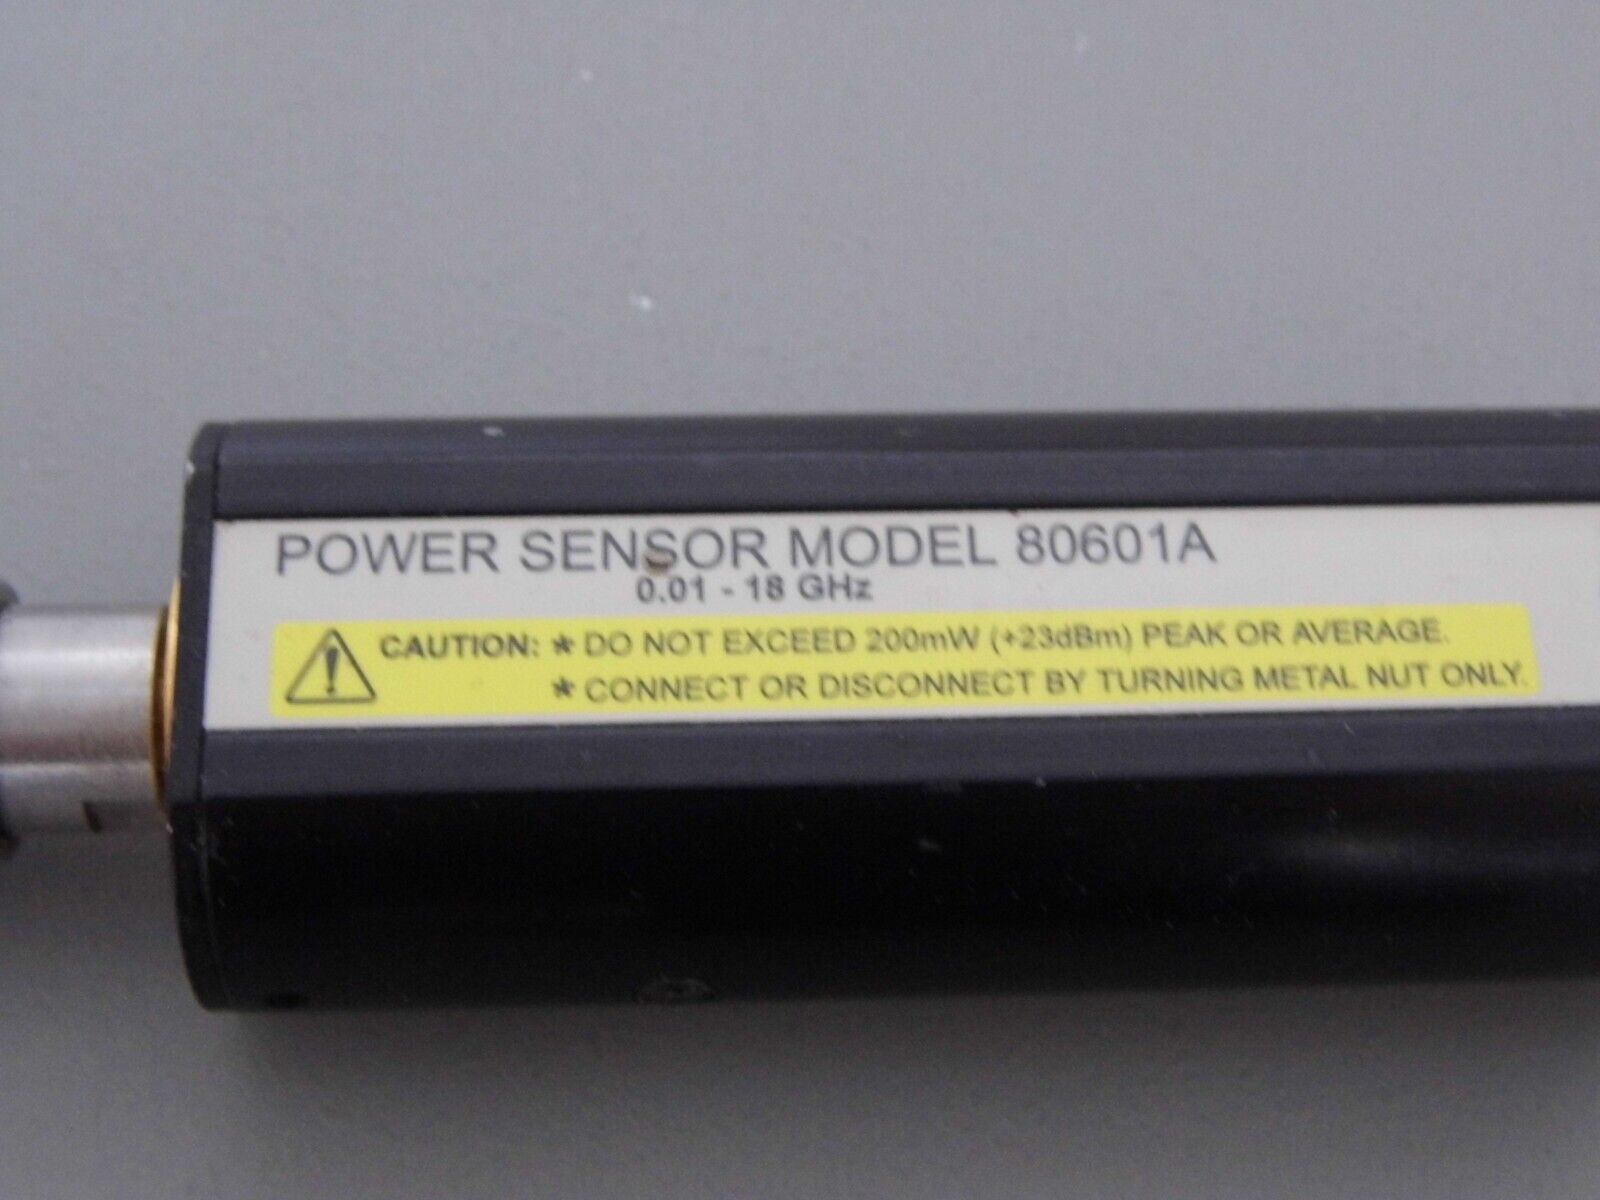 POWER SENSOR MODEL 80601A
0.01 - 18 GHz
CAUTION: * DO NOT EXCEED 200mW (+23dBm) PEAK OR AVERAGE.
* CONNECT OR DISCONNECT BY TURNING METAL NUT ONLY.